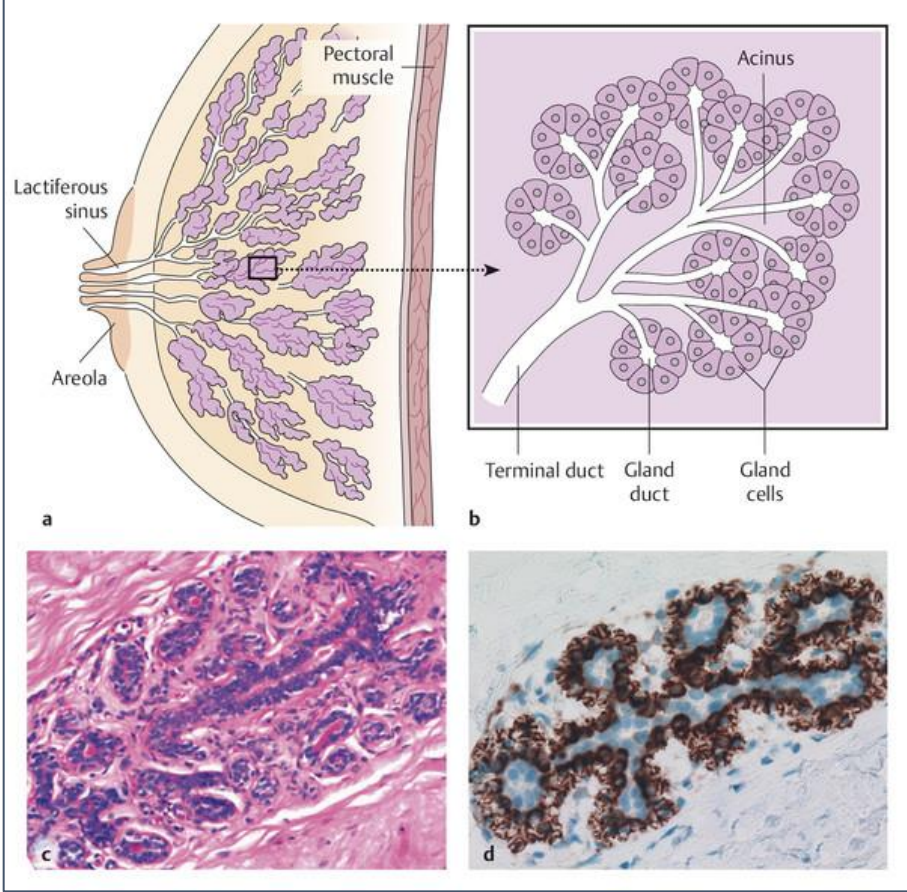 Pectoral
muscle
Lactiferous
sinus
Areola
a
Acinus
Terminal duct
Gland
duct
Gland
cells
b
c
d